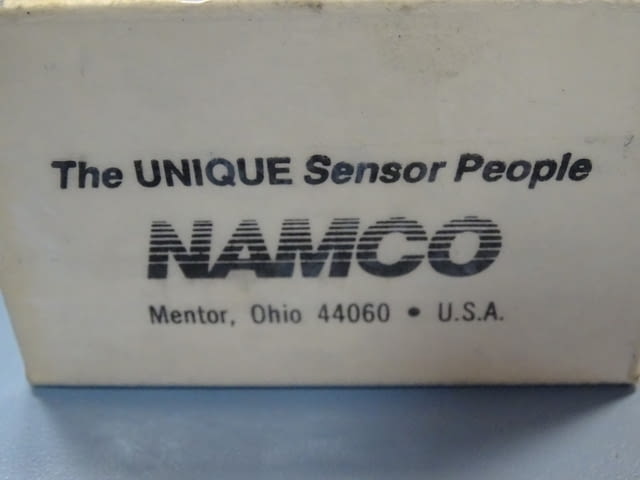 The UNIQUE Sensor People
NAMCO
Mentor, Ohio 44060 • U.S.A.